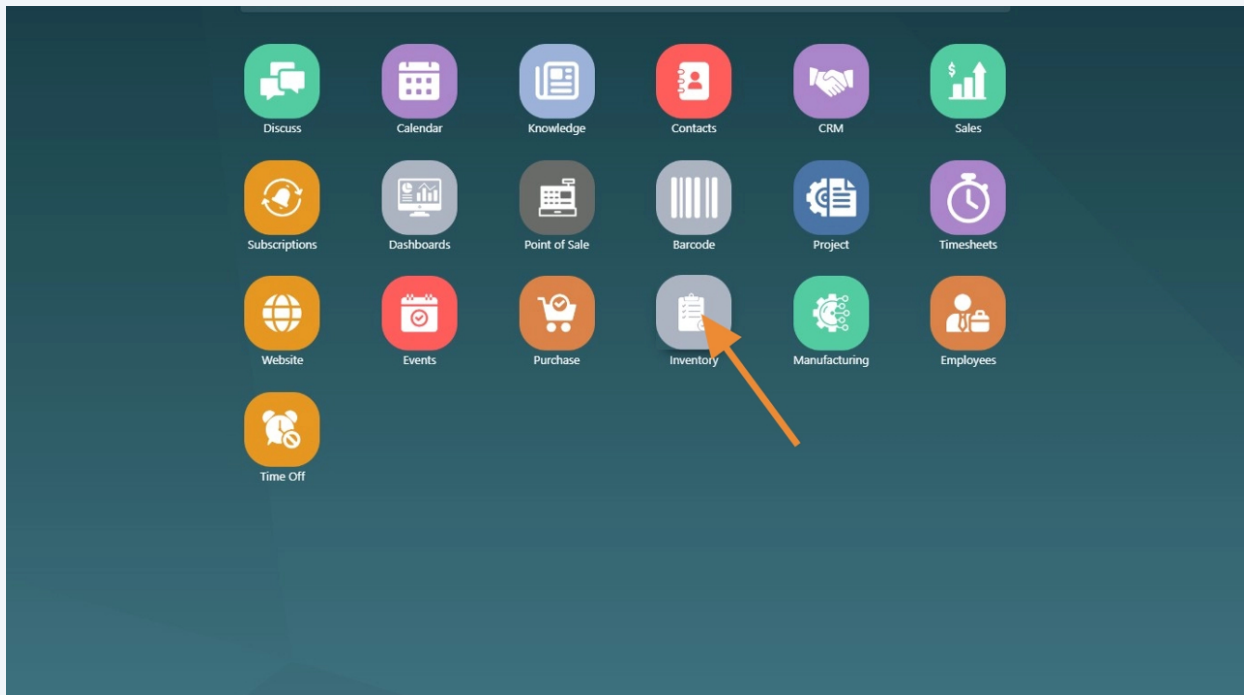 Discuss
Calendar
Knowledge
Contacts
CRM
$
Sales
Subscriptions
Dashboards
Point of Sale
Barcode
Project
Timesheets
Website
Events
Purchase
Inventory
Manufacturing
Employees
Time Off